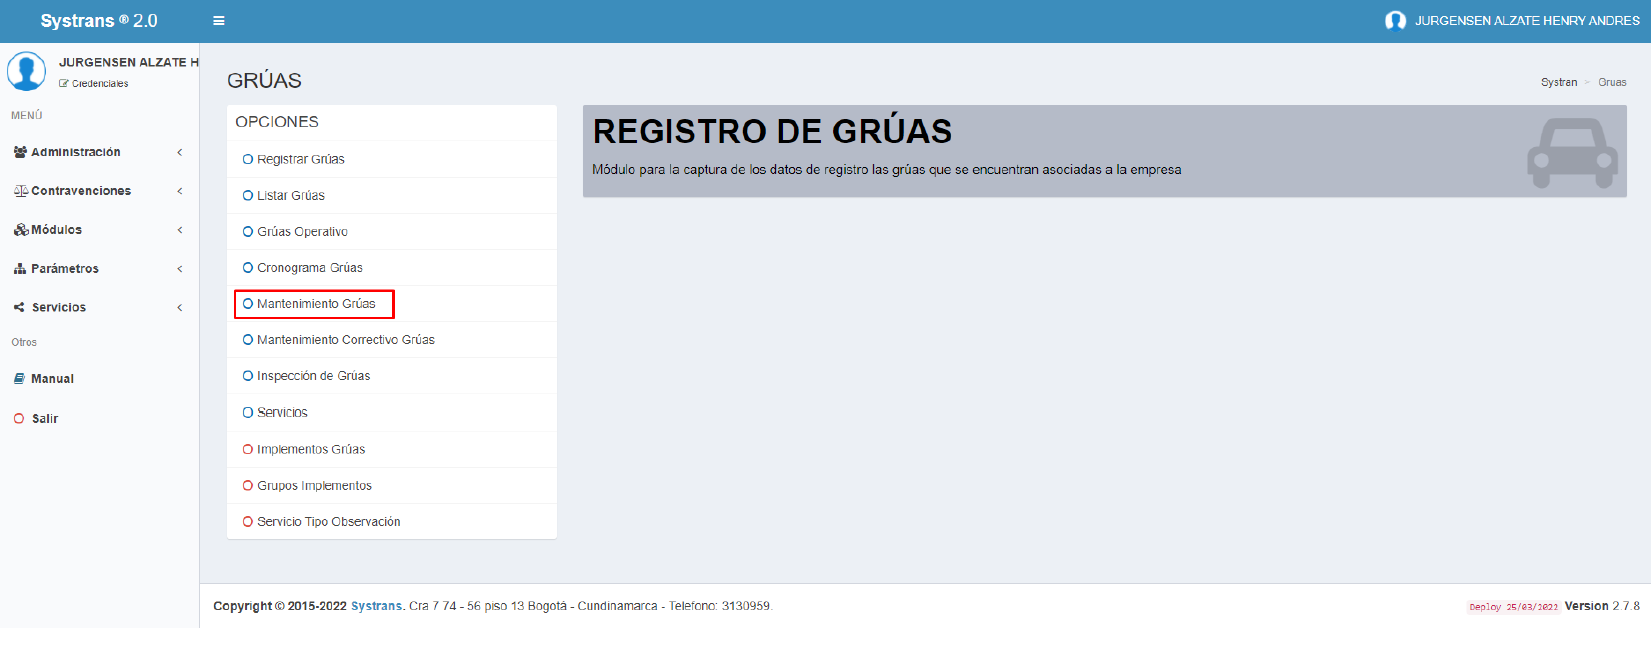 Systrans ® 2.0
JURGENSEN ALZATE HENRY ANDRES
JURGENSEN ALZATE H
Credenciales
MENÚ
Administración
Contravenciones
Módulos
Parámetros
Servicios
Otros
Manual
Salir
GRÚAS
Systran > Gruas
OPCIONES
Registrar Grúas
Listar Grúas
Grúas Operativo
Cronograma Grúas
Mantenimiento Grúas
Mantenimiento Correctivo Grúas
Inspección de Grúas
Servicios
Implementos Grúas
Grupos Implementos
Servicio Tipo Observación
REGISTRO DE GRÚAS
Módulo para la captura de los datos de registro las grúas que se encuentran asociadas a la empresa
Copyright © 2015-2022 Systrans. Cra 7 74 - 56 piso 13 Bogotá - Cundinamarca - Telefono: 3130959.
Deploy 25/03/2022 Version 2.7.8